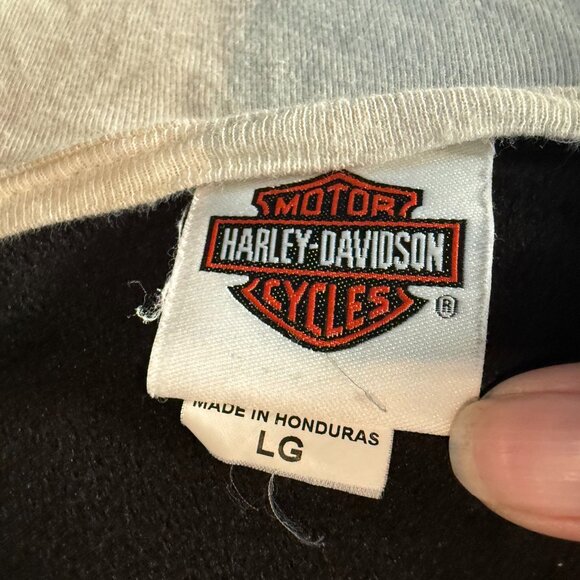 MOTOR
HARLEY-DAVIDSON
CYCLES
®
MADE IN HONDURAS
LG